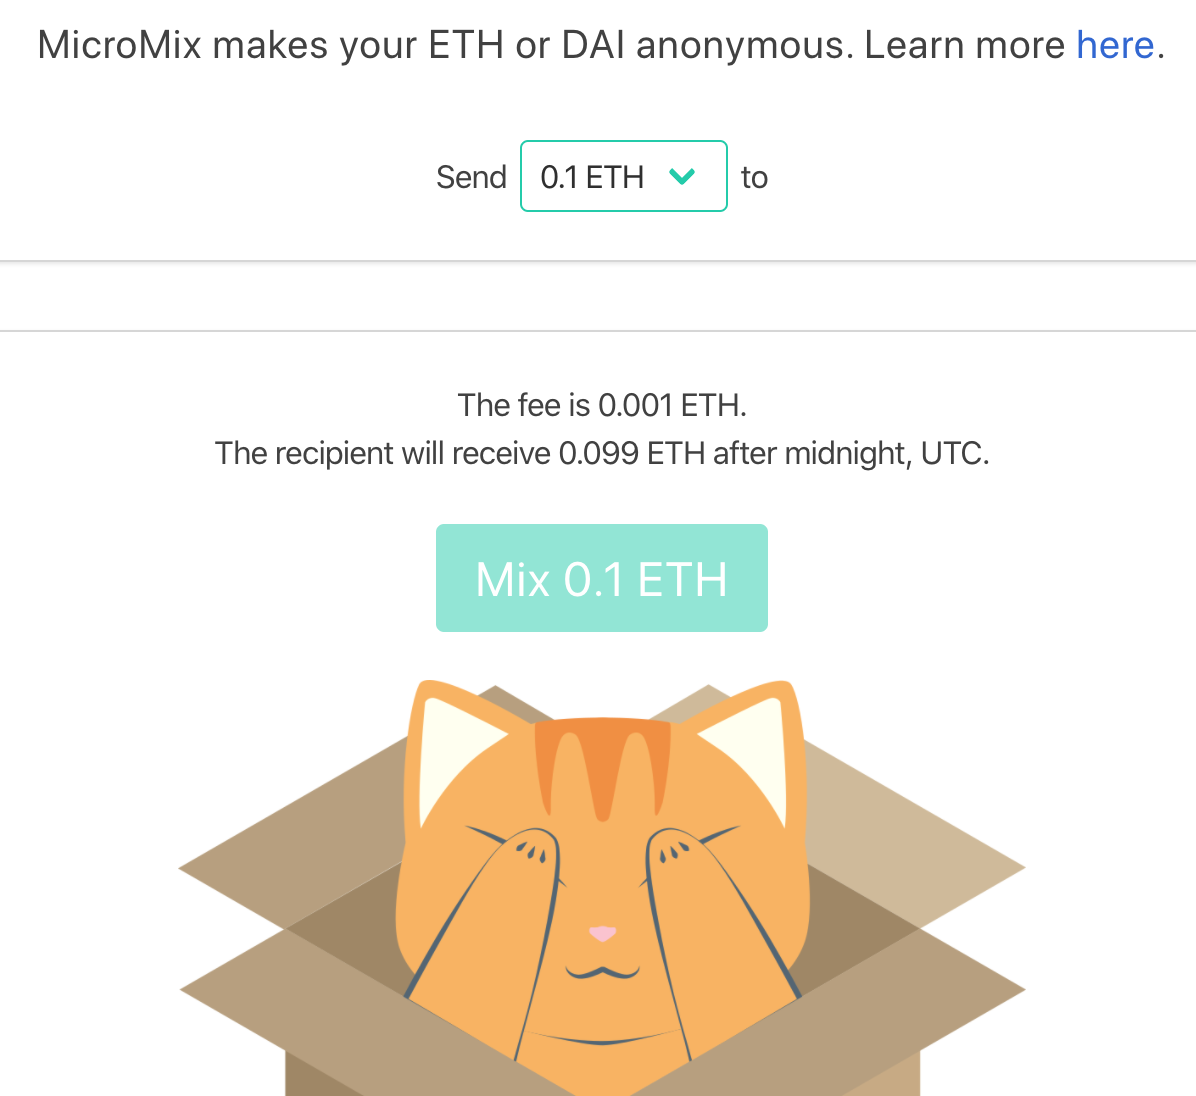 MicroMix makes your ETH or DAI anonymous. Learn more here.
Send 0.1 ETH to
The fee is 0.001 ETH.
The recipient will receive 0.099 ETH after midnight, UTC.
Mix 0.1 ETH